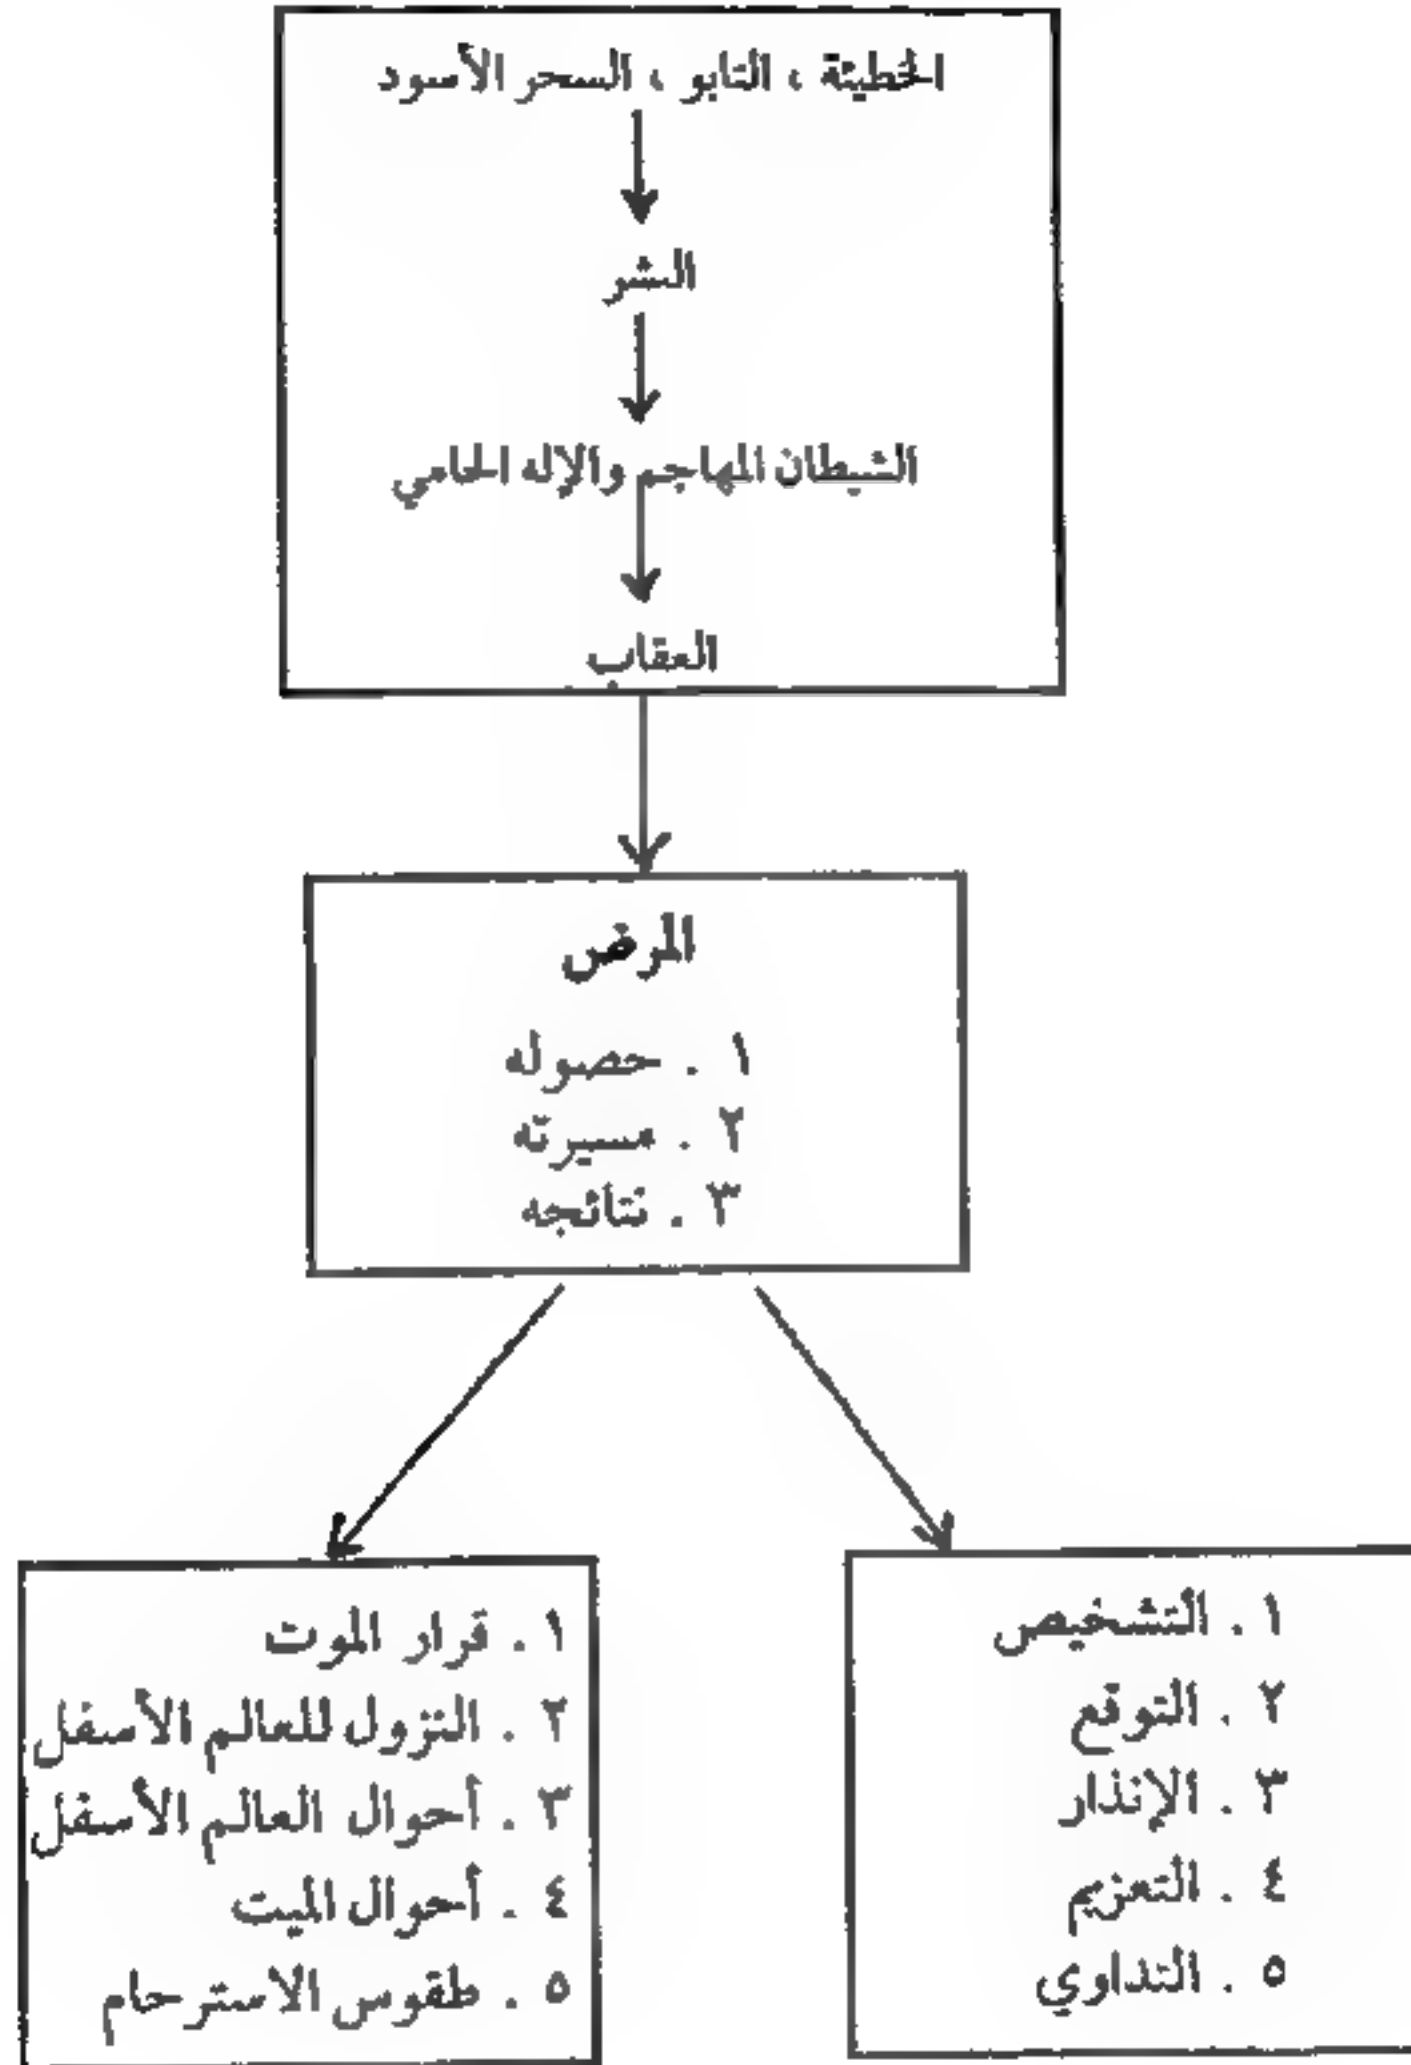 الخطيئة ، التابو ، السحر الأسود
الشر
الشيطان المهاجم والإله الحامي
العقاب
المرض
١ . حصوله
٢ . مسيرته
٣ . نتائجه
١ . التشخيص
٢ . التوقع
٣ . الإنذار
٤ . التعزيم
٥ . التداوي
١ . قرار الموت
٢ . النزول للعالم الأسفل
٣ . أحوال العالم الأسفل
٤ . أحوال الميت
٥ . طقوس الاسترحام